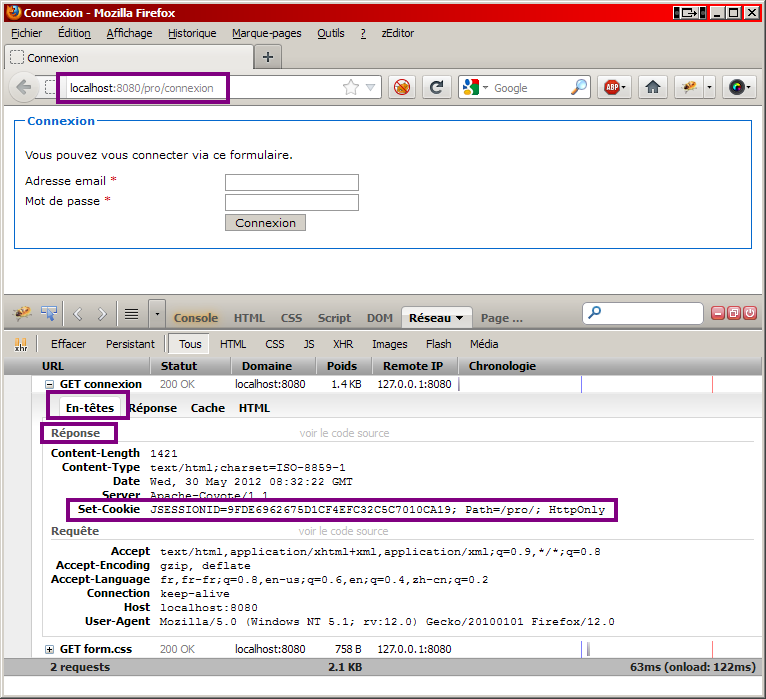 Connexion - Mozilla Firefox
Fichier Édition Affichage Historique Marque-pages Outils ? zEditor
Connexion
localhost:8080/pro/connexion Google ABP
Connexion
Vous pouvez vous connecter via ce formulaire.
Adresse email *
Mot de passe *
Connexion
Console HTML CSS Script DOM Réseau Page ...
xhr Effacer Persistant Tous HTML CSS JS XHR Images Flash Média
URL Statut Domaine Poids Remote IP Chronologie
GET connexion 200 OK localhost:8080 1.4 KB 127.0.0.1:8080
En-têtes Réponse Cache HTML
Réponse voir le code source
Content-Length 1421
Content-Type text/html;charset=ISO-8859-1
Date Wed, 30 May 2012 08:32:22 GMT
Server Apache-Coyote/1.1
Set-Cookie JSESSIONID=9FDE6962675D1CF4EFC32C5C7010CA19; Path=/pro/; HttpOnly
Requête voir le code source
Accept text/html,application/xhtml+xml,application/xml;q=0.9,*/*;q=0.8
Accept-Encoding gzip, deflate
Accept-Language fr,fr-fr;q=0.8,en-us;q=0.6,en;q=0.4,zh-cn;q=0.2
Connection keep-alive
Host localhost:8080
User-Agent Mozilla/5.0 (Windows NT 5.1; rv:12.0) Gecko/20100101 Firefox/12.0
GET form.css 200 OK localhost:8080 758 B 127.0.0.1:8080
2 requests 2.1 KB 63ms (onload: 122ms)